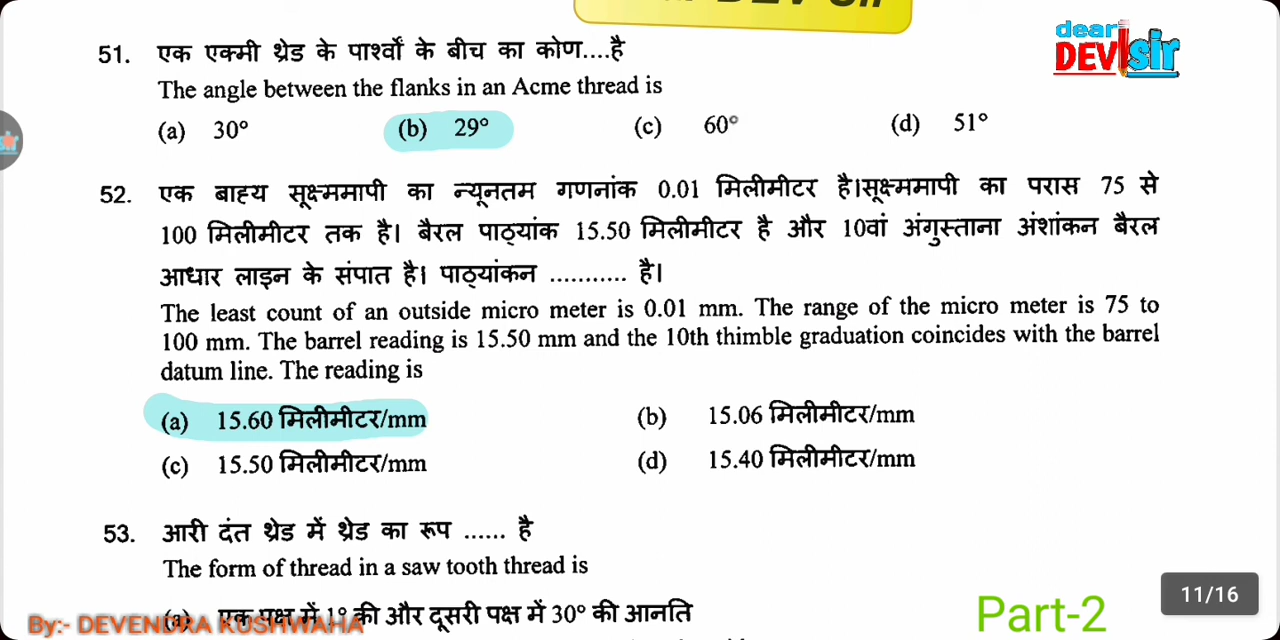 dear
DEV Sir
51. एक एक्मी थ्रेड के पार्श्वों के बीच का कोण....है
The angle between the flanks in an Acme thread is
(a) 30° (b) 29° (c) 60° (d) 51°
52. एक बाह्य सूक्ष्ममापी का न्यूनतम गणनांक 0.01 मिलीमीटर है।सूक्ष्ममापी का परास 75 से
100 मिलीमीटर तक है। बैरल पाठ्यांक 15.50 मिलीमीटर है और 10वां अंगुस्ताना अंशांकन बैरल
आधार लाइन के संपात है। पाठ्यांकन ........... है।
The least count of an outside micro meter is 0.01 mm. The range of the micro meter is 75 to
100 mm. The barrel reading is 15.50 mm and the 10th thimble graduation coincides with the barrel
datum line. The reading is
(a) 15.60 मिलीमीटर/mm (b) 15.06 मिलीमीटर/mm
(c) 15.50 मिलीमीटर/mm (d) 15.40 मिलीमीटर/mm
53. आरी दंत थ्रेड में थ्रेड का रूप ...... है
The form of thread in a saw tooth thread is
(a) एक पक्ष में 1° की और दूसरी पक्ष में 30° की आनति
11/16
By:- DEVENDRA KUSHWAHA
Part-2